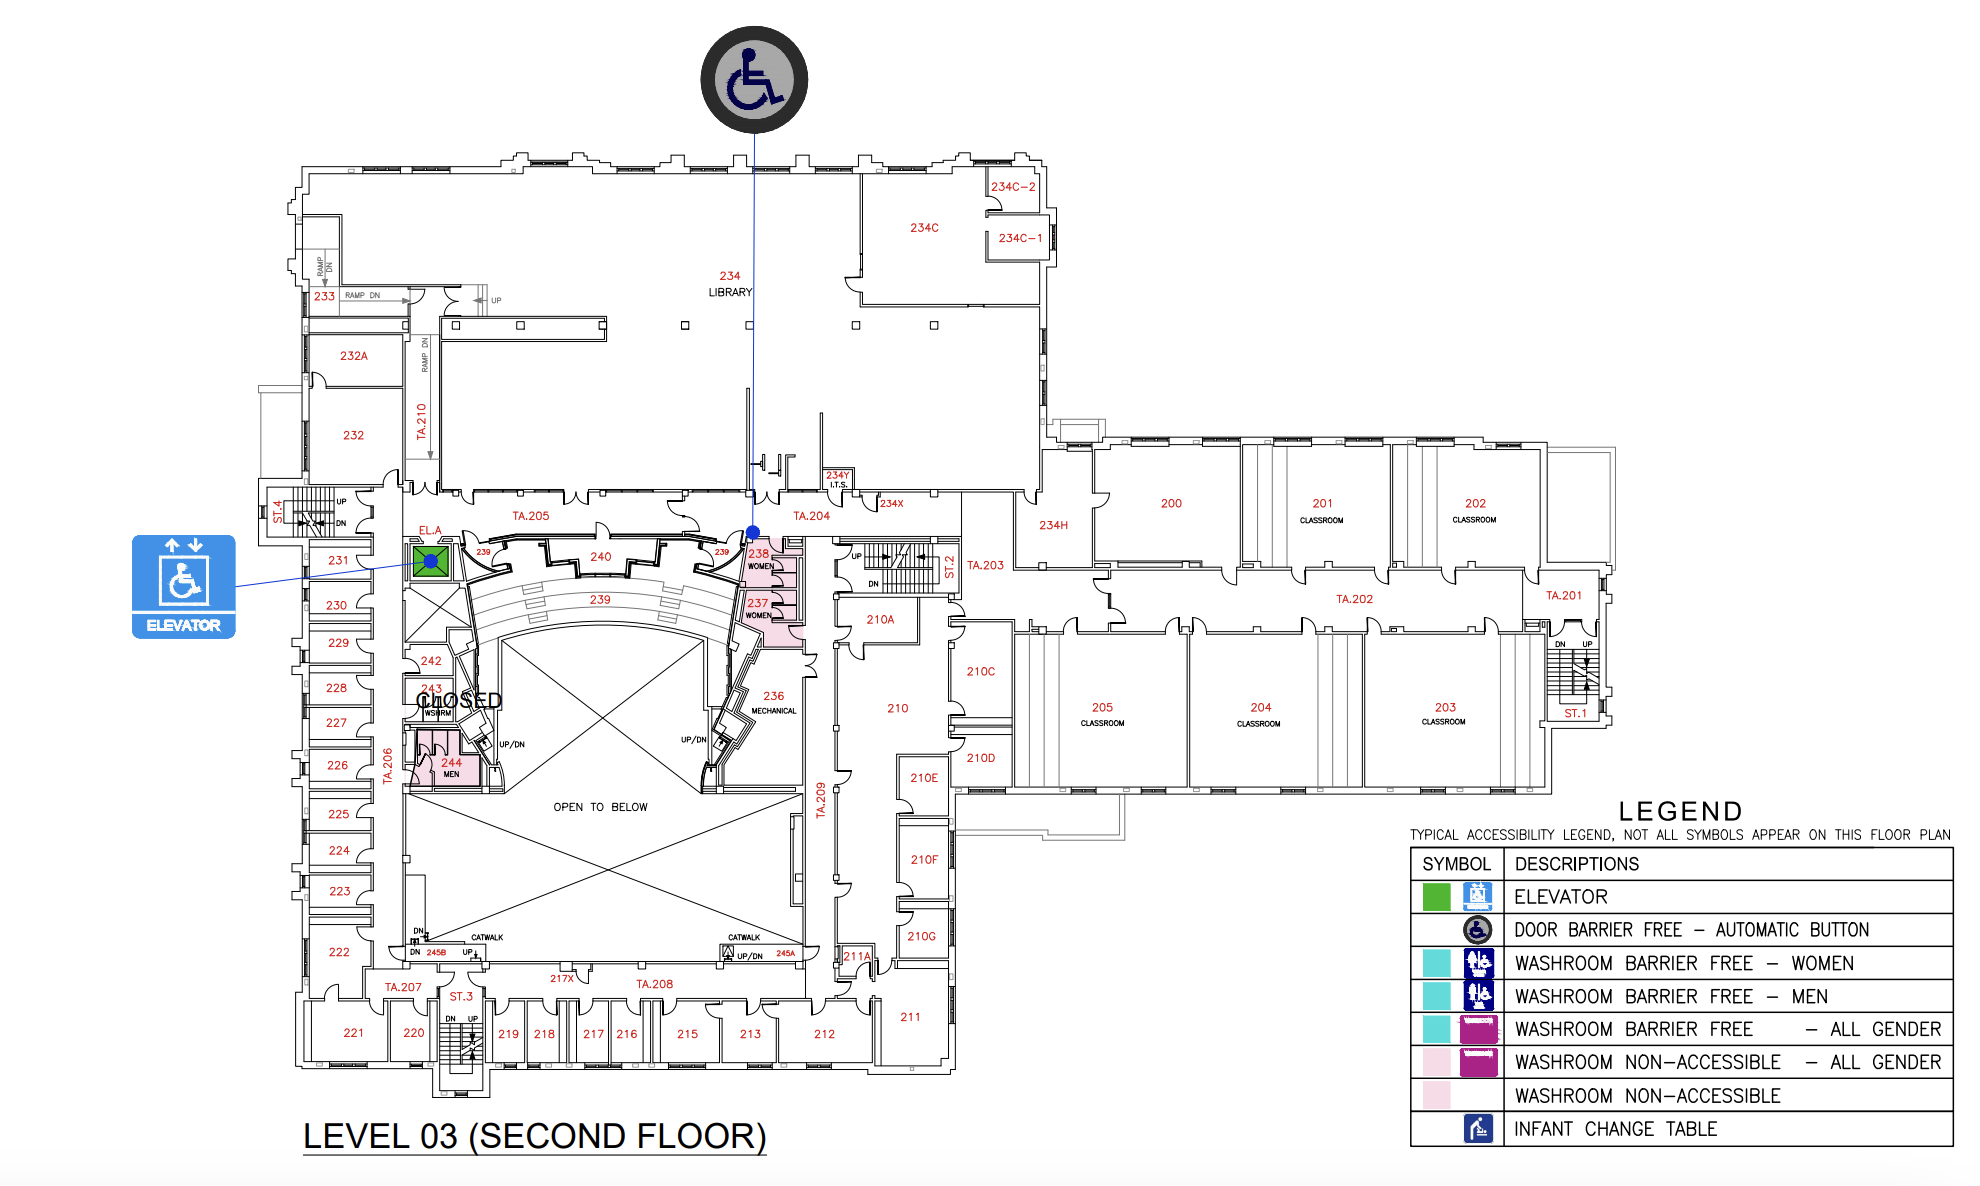 234C-2
234C
234C-1
234
LIBRARY
RAMP
DN
233
RAMP DN
UP
232A
RAMP DN
232
TA.210
234Y
I.T.S.
234X
ST.4
UP
DN
TA.205
TA.204
EL.A
200
201
CLASSROOM
202
CLASSROOM
234H
239
240
239
238
WOMEN
UP
DN
ST.2
TA.203
231
230
239
237
WOMEN
210A
TA.202
TA.201
ELEVATOR
229
242
228
243
CLOSED
WSHRM
227
236
MECHANICAL
210
210C
205
CLASSROOM
204
CLASSROOM
203
CLASSROOM
DN
UP
ST.1
UP/DN
UP/DN
226
TA.206
244
MEN
210D
210E
225
OPEN TO BELOW
TA.209
224
210F
223
222
DN
DN
245B
UP
CATWALK
CATWALK
UP/DN
245A
210G
211A
TA.207
ST.3
217X
TA.208
221
220
DN
UP
219
218
217
216
215
213
212
211
LEVEL 03 (SECOND FLOOR)
LEGEND
TYPICAL ACCESSIBILITY LEGEND, NOT ALL SYMBOLS APPEAR ON THIS FLOOR PLAN
SYMBOL DESCRIPTIONS
ELEVATOR
DOOR BARRIER FREE - AUTOMATIC BUTTON
WASHROOM BARRIER FREE - WOMEN
WASHROOM BARRIER FREE - MEN
WASHROOM BARRIER FREE - ALL GENDER
WASHROOM NON-ACCESSIBLE - ALL GENDER
WASHROOM NON-ACCESSIBLE
INFANT CHANGE TABLE